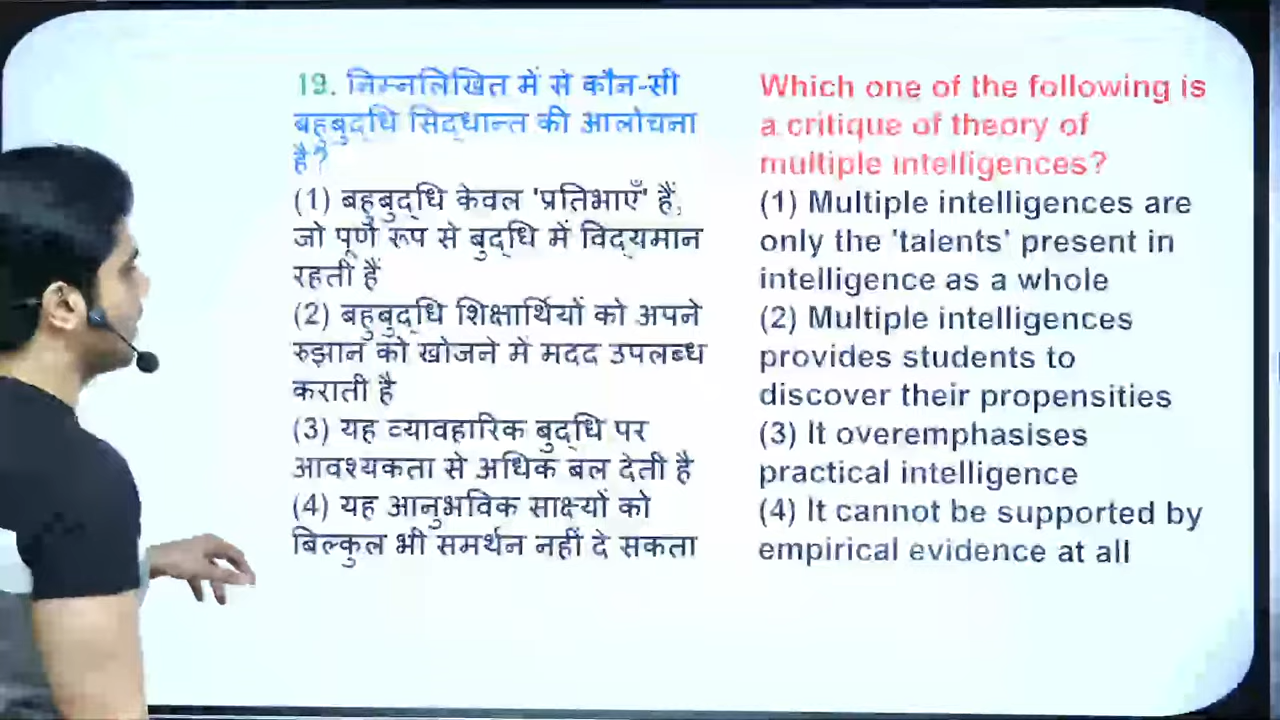 19. निम्नलिखित में से कौन-सी
बहुबुद्धि सिद्धान्त की आलोचना
है?
(1) बहुबुद्धि केवल 'प्रतिभाएँ' हैं,
जो पूर्ण रूप से बुद्धि में विद्यमान
रहती हैं
(2) बहुबुद्धि शिक्षार्थियों को अपने
रुझान को खोजने में मदद उपलब्ध
कराती है
(3) यह व्यावहारिक बुद्धि पर
आवश्यकता से अधिक बल देती है
(4) यह आनुभविक साक्ष्यों को
बिल्कुल भी समर्थन नहीं दे सकता
Which one of the following is
a critique of theory of
multiple intelligences?
(1) Multiple intelligences are
only the 'talents' present in
intelligence as a whole
(2) Multiple intelligences
provides students to
discover their propensities
(3) It overemphasises
practical intelligence
(4) It cannot be supported by
empirical evidence at all